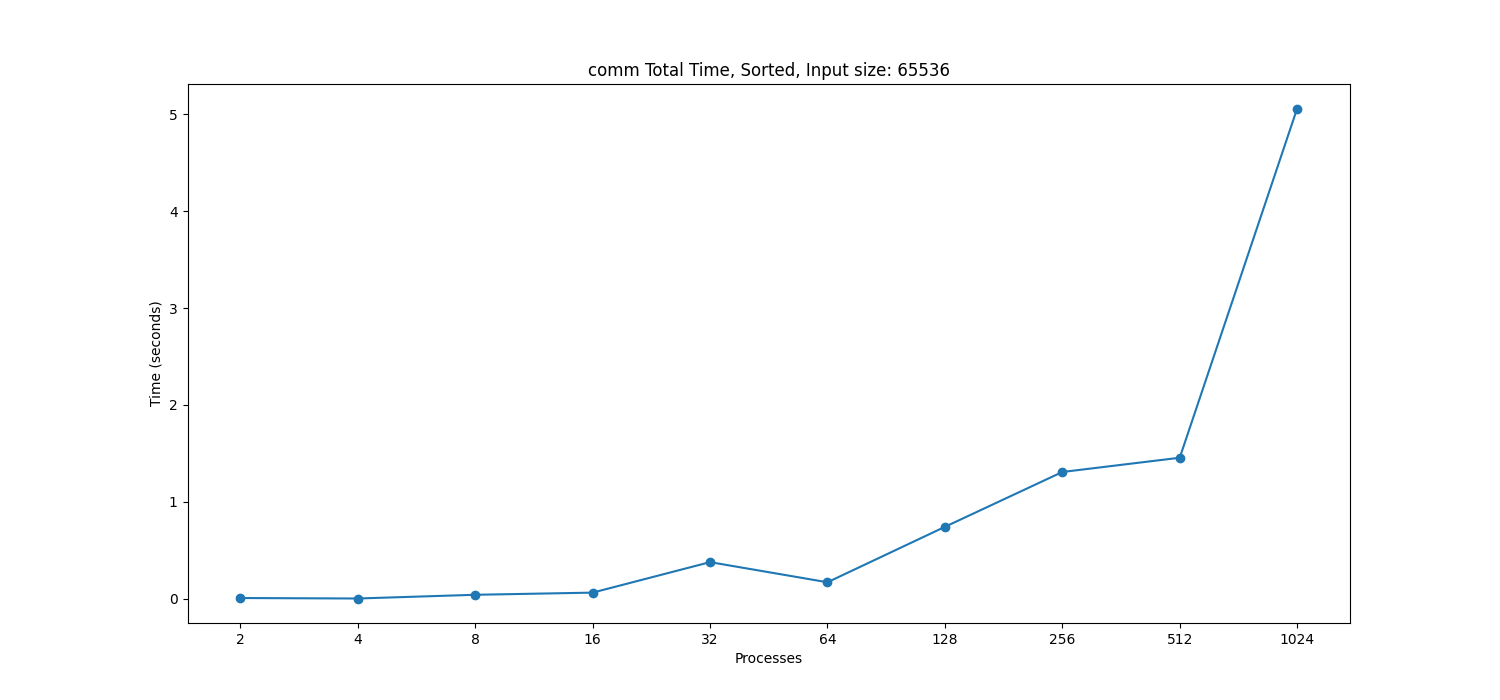 comm Total Time, Sorted, Input size: 65536
5
4
3
2
1
0
Time (seconds)
2 4 8 16 32 64 128 256 512 1024
Processes